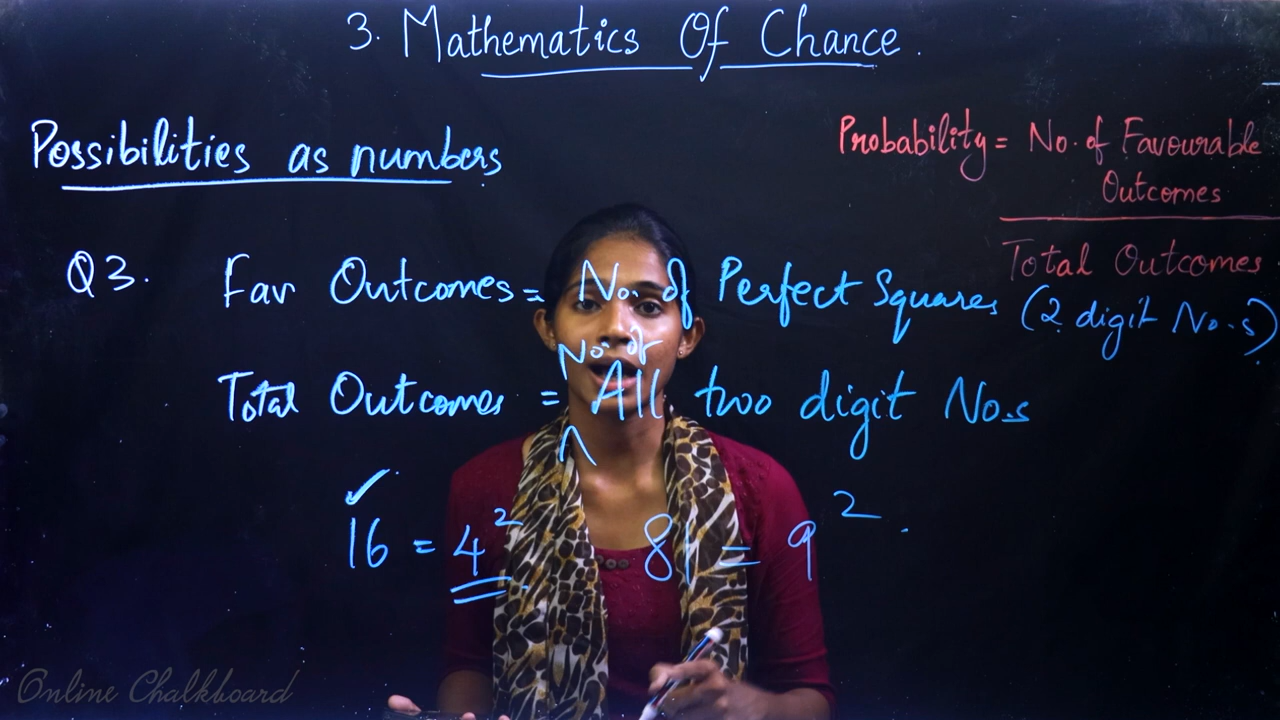 3. Mathematics Of Chance.
Possibilities as numbers
Probability = No. of Favourable
Outcomes
Total Outcomes
Q3. Fav Outcomes = No. of Perfect Squares (2 digit No.s)
No. of
Total Outcomes = All two digit No.s
16 = 4² 81 = 9².
Online Chalkboard